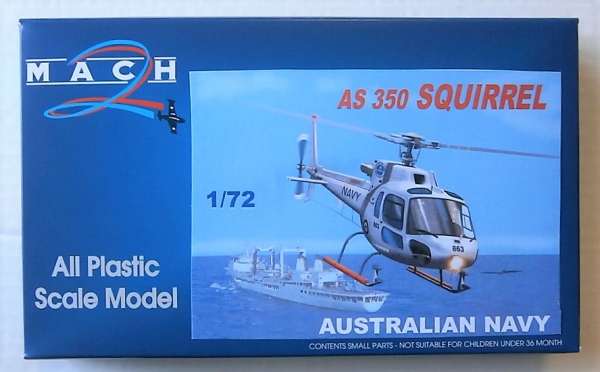 MACH 2
AS 350 SQUIRREL
1/72
NAVY
863
863
All Plastic
Scale Model
AUSTRALIAN NAVY
CONTENTS SMALL PARTS - NOT SUITABLE FOR CHILDREN UNDER 36 MONTH